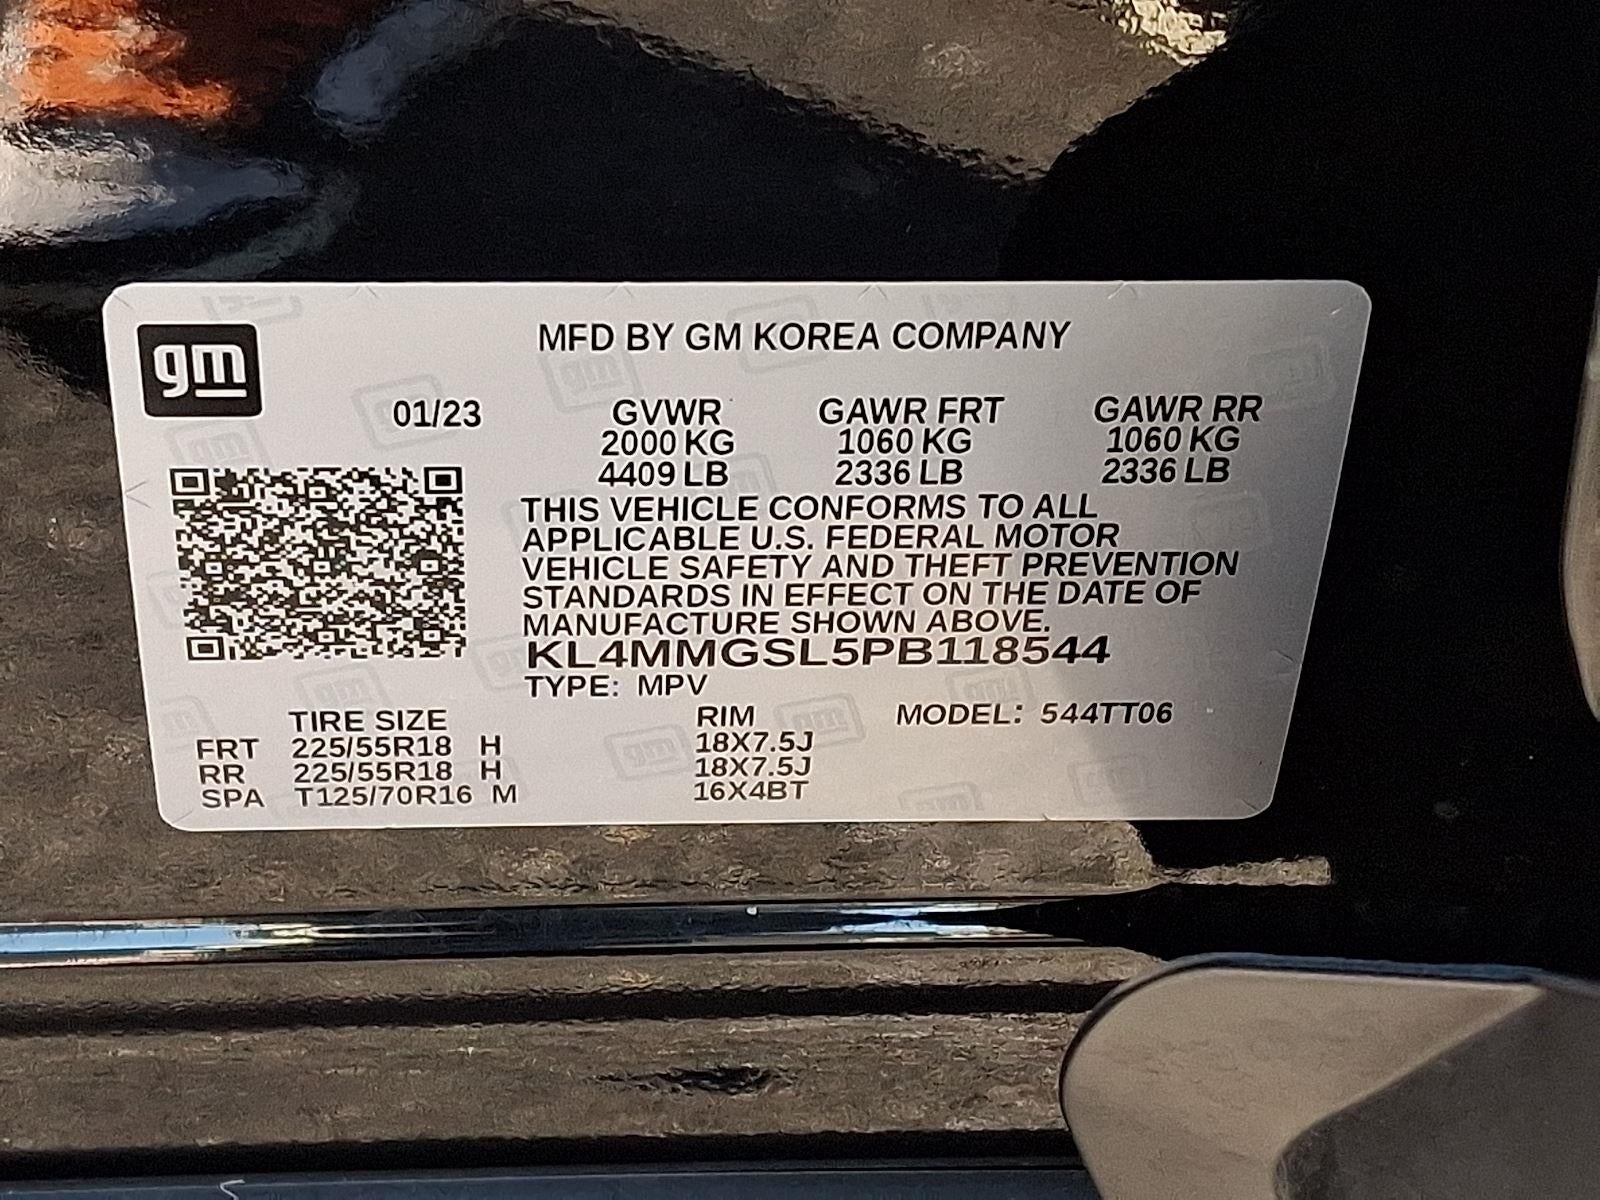 gm
MFD BY GM KOREA COMPANY
01/23 GVWR GAWR FRT GAWR RR
2000 KG 1060 KG 1060 KG
4409 LB 2336 LB 2336 LB
THIS VEHICLE CONFORMS TO ALL
APPLICABLE U.S. FEDERAL MOTOR
VEHICLE SAFETY AND THEFT PREVENTION
STANDARDS IN EFFECT ON THE DATE OF
MANUFACTURE SHOWN ABOVE.
KL4MMGSL5PB118544
TYPE: MPV
TIRE SIZE RIM MODEL: 544TT06
FRT 225/55R18 H 18X7.5J
RR 225/55R18 H 18X7.5J
SPA T125/70R16 M 16X4BT